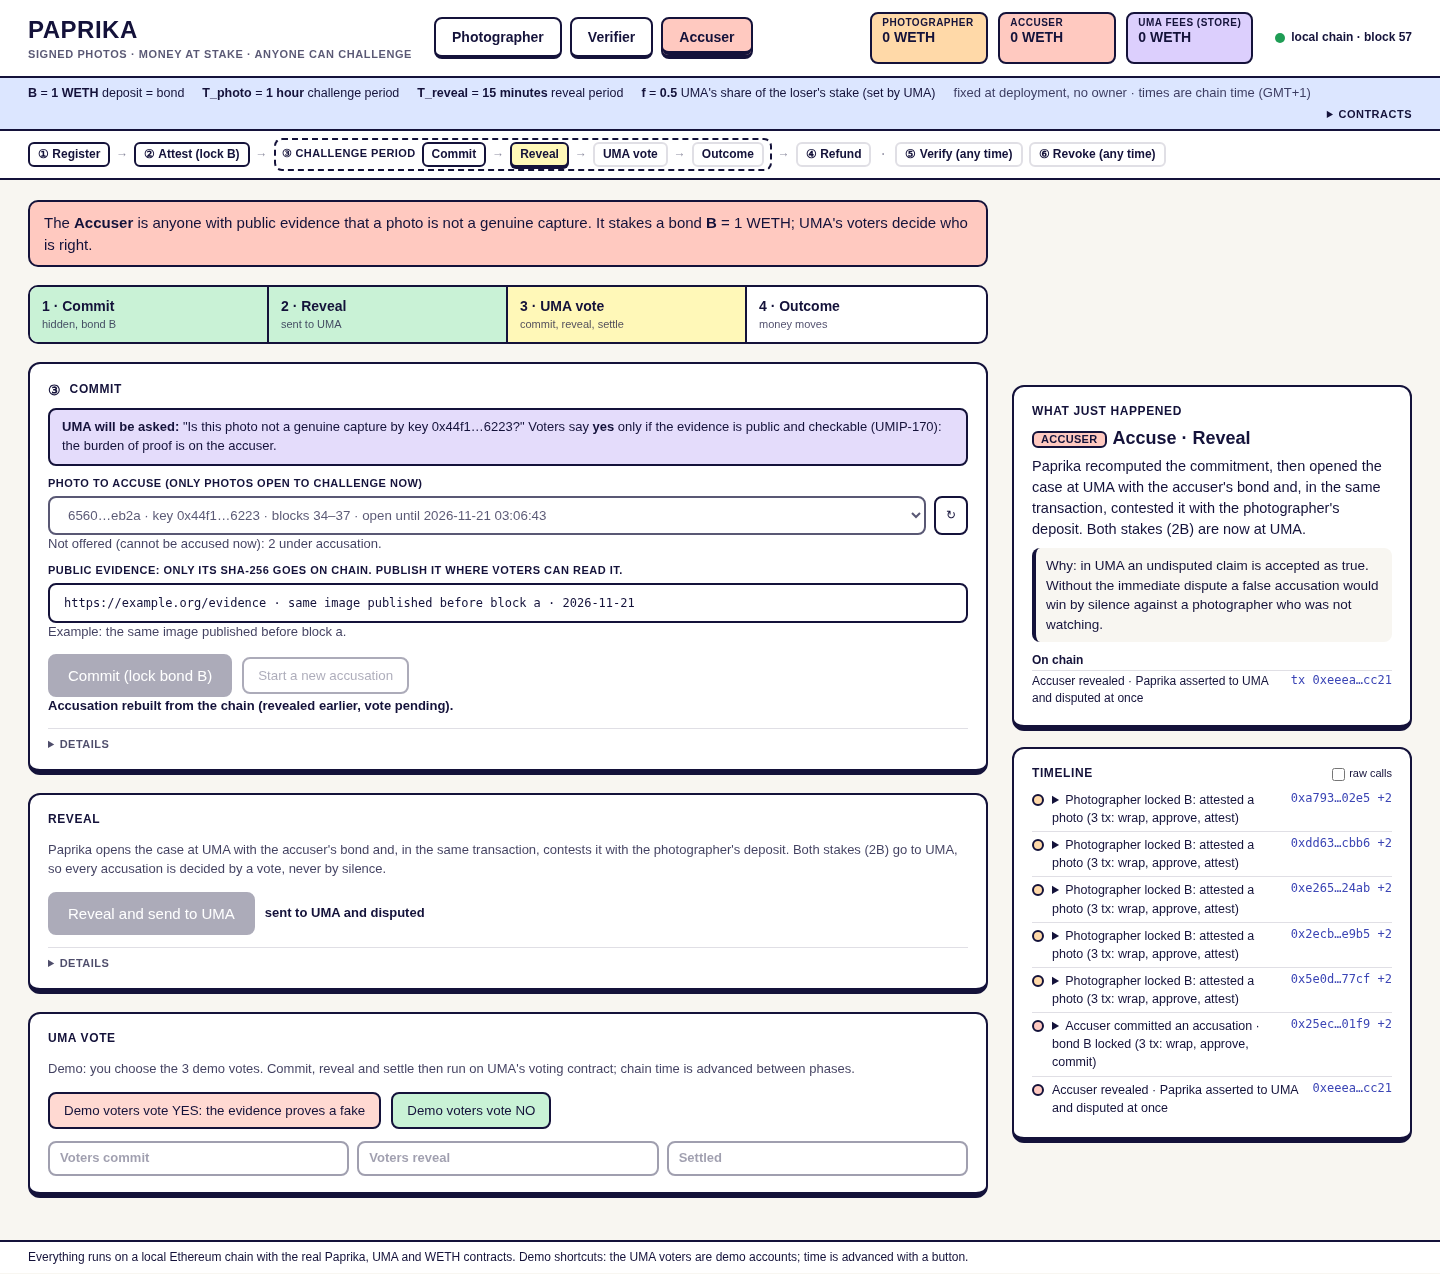 PAPRIKA
SIGNED PHOTOS · MONEY AT STAKE · ANYONE CAN CHALLENGE
Photographer
Verifier
Accuser
PHOTOGRAPHER
0 WETH
ACCUSER
0 WETH
UMA FEES (STORE)
0 WETH
local chain · block 57
B = 1 WETH deposit = bond T_photo = 1 hour challenge period T_reveal = 15 minutes reveal period f = 0.5 UMA's share of the loser's stake (set by UMA) fixed at deployment, no owner · times are chain time (GMT+1)
▶ CONTRACTS
① Register → ② Attest (lock B) → ③ CHALLENGE PERIOD Commit → Reveal → UMA vote → Outcome → ④ Refund · ⑤ Verify (any time) ⑥ Revoke (any time)
The Accuser is anyone with public evidence that a photo is not a genuine capture. It stakes a bond B = 1 WETH; UMA's voters decide who
is right.
1 · Commit
hidden, bond B
2 · Reveal
sent to UMA
3 · UMA vote
commit, reveal, settle
4 · Outcome
money moves
③ COMMIT
UMA will be asked: "Is this photo not a genuine capture by key 0x44f1…6223?" Voters say yes only if the evidence is public and checkable (UMIP-170):
the burden of proof is on the accuser.
PHOTO TO ACCUSE (ONLY PHOTOS OPEN TO CHALLENGE NOW)
6560…eb2a · key 0x44f1…6223 · blocks 34–37 · open until 2026-11-21 03:06:43
↻
Not offered (cannot be accused now): 2 under accusation.
PUBLIC EVIDENCE: ONLY ITS SHA-256 GOES ON CHAIN. PUBLISH IT WHERE VOTERS CAN READ IT.
https://example.org/evidence · same image published before block a · 2026-11-21
Example: the same image published before block a.
Commit (lock bond B)
Start a new accusation
Accusation rebuilt from the chain (revealed earlier, vote pending).
▶ DETAILS
REVEAL
Paprika opens the case at UMA with the accuser's bond and, in the same transaction, contests it with the photographer's deposit. Both stakes (2B) go to UMA,
so every accusation is decided by a vote, never by silence.
Reveal and send to UMA
sent to UMA and disputed
▶ DETAILS
UMA VOTE
Demo: you choose the 3 demo votes. Commit, reveal and settle then run on UMA's voting contract; chain time is advanced between phases.
Demo voters vote YES: the evidence proves a fake
Demo voters vote NO
Voters commit
Voters reveal
Settled
WHAT JUST HAPPENED
ACCUSER Accuse · Reveal
Paprika recomputed the commitment, then opened the
case at UMA with the accuser's bond and, in the same
transaction, contested it with the photographer's
deposit. Both stakes (2B) are now at UMA.
Why: in UMA an undisputed claim is accepted as true.
Without the immediate dispute a false accusation would
win by silence against a photographer who was not
watching.
On chain
Accuser revealed · Paprika asserted to UMA tx 0xeeea…cc21
and disputed at once
TIMELINE
raw calls
▶ Photographer locked B: attested a 0xa793…02e5 +2
photo (3 tx: wrap, approve, attest)
▶ Photographer locked B: attested a 0xdd63…cbb6 +2
photo (3 tx: wrap, approve, attest)
▶ Photographer locked B: attested a 0xe265…24ab +2
photo (3 tx: wrap, approve, attest)
▶ Photographer locked B: attested a 0x2ecb…e9b5 +2
photo (3 tx: wrap, approve, attest)
▶ Photographer locked B: attested a 0x5e0d…77cf +2
photo (3 tx: wrap, approve, attest)
▶ Accuser committed an accusation · 0x25ec…01f9 +2
bond B locked (3 tx: wrap, approve,
commit)
Accuser revealed · Paprika asserted to UMA 0xeeea…cc21
and disputed at once
Everything runs on a local Ethereum chain with the real Paprika, UMA and WETH contracts. Demo shortcuts: the UMA voters are demo accounts; time is advanced with a button.